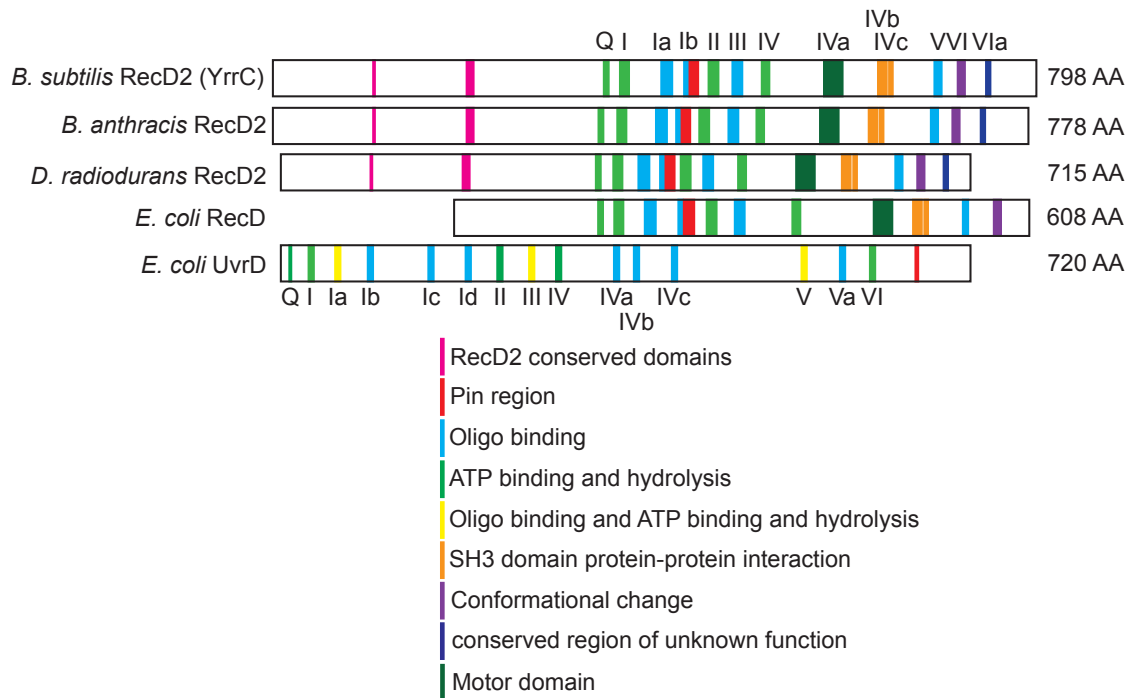 IVb
Q I Ia Ib II III IV IVa IVc VVI VIa
B. subtilis RecD2 (YrrC) 798 AA
B. anthracis RecD2 778 AA
D. radiodurans RecD2 715 AA
E. coli RecD 608 AA
E. coli UvrD 720 AA
Q I Ia Ib Ic Id II III IV IVa IVc V Va VI
IVb
RecD2 conserved domains
Pin region
Oligo binding
ATP binding and hydrolysis
Oligo binding and ATP binding and hydrolysis
SH3 domain protein-protein interaction
Conformational change
conserved region of unknown function
Motor domain